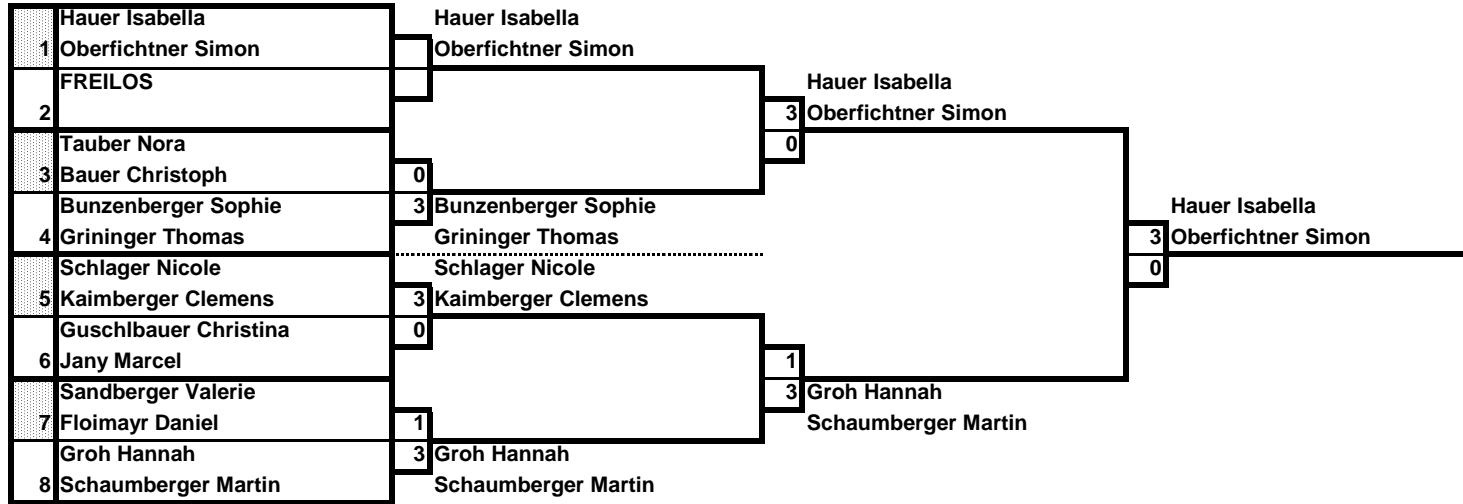 Hauer Isabella Hauer Isabella
1 Oberfichtner Simon Oberfichtner Simon
FREILOS Hauer Isabella
2 3 Oberfichtner Simon
Tauber Nora 0
3 Bauer Christoph 0
Bunzenberger Sophie 3 Bunzenberger Sophie Hauer Isabella
4 Grininger Thomas Grininger Thomas 3 Oberfichtner Simon
Schlager Nicole Schlager Nicole 0
5 Kaimberger Clemens 3 Kaimberger Clemens
Guschlbauer Christina 0
6 Jany Marcel 1
Sandberger Valerie 3 Groh Hannah
7 Floimayr Daniel 1 Schaumberger Martin
Groh Hannah 3 Groh Hannah
8 Schaumberger Martin Schaumberger Martin